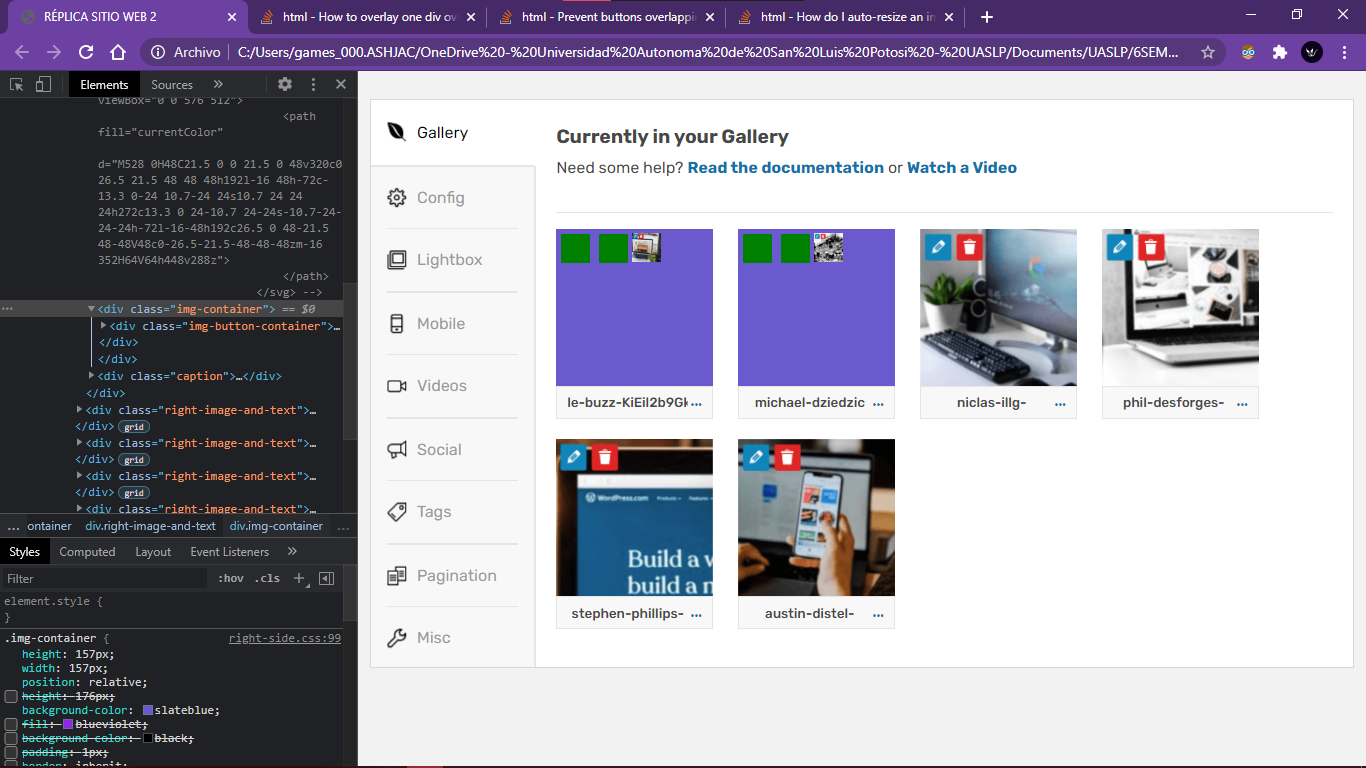 RÉPLICA SITIO WEB 2
html - How to overlay one div ov
html - Prevent buttons overlappi
html - How do I auto-resize an in
Archivo
C:/Users/games_000.ASHJAC/OneDrive%20-%20Universidad%20Autonoma%20de%20San%20Luis%20Potosi%20-%20UASLP/Documents/UASLP/6SEM...
Elements
Sources
viewBox="0 0 576 512">
<path
fill="currentColor"
d="M528 0H48C21.5 0 0 21.5 0 48v320c0
26.5 21.5 48 48 48h192l-16 48h-72c-
13.3 0-24 10.7-24 24s10.7 24 24
24h272c13.3 0 24-10.7 24-24s-10.7-24-
24-24h-72l-16-48h192c26.5 0 48-21.5
48-48V48c0-26.5-21.5-48-48-48zm-16
352H64V64h448v288z">
</path>
</svg> -->
<div class="img-container"> == $0
<div class="img-button-container">…
</div>
</div>
<div class="caption">…</div>
</div>
<div class="right-image-and-text">…
</div> grid
<div class="right-image-and-text">…
</div> grid
<div class="right-image-and-text">…
</div> grid
<div class="right-image-and-text">…
... ontainer div.right-image-and-text div.img-container ...
Styles Computed Layout Event Listeners
Filter
:hov .cls
element.style {
}
.img-container { right-side.css:99
height: 157px;
width: 157px;
position: relative;
height: 176px;
background-color: slateblue;
fill: blueviolet;
background-color: black;
padding: 1px;
border: inherit;
Gallery
Config
Lightbox
Mobile
Videos
Social
Tags
Pagination
Misc
Currently in your Gallery
Need some help? Read the documentation or Watch a Video
le-buzz-KiEil2b9Gk ...
michael-dziedzic ...
niclas-illg- ...
phil-desforges- ...
WordPress.com Products Features
Build a w
build a m
stephen-phillips- ...
austin-distel- ...